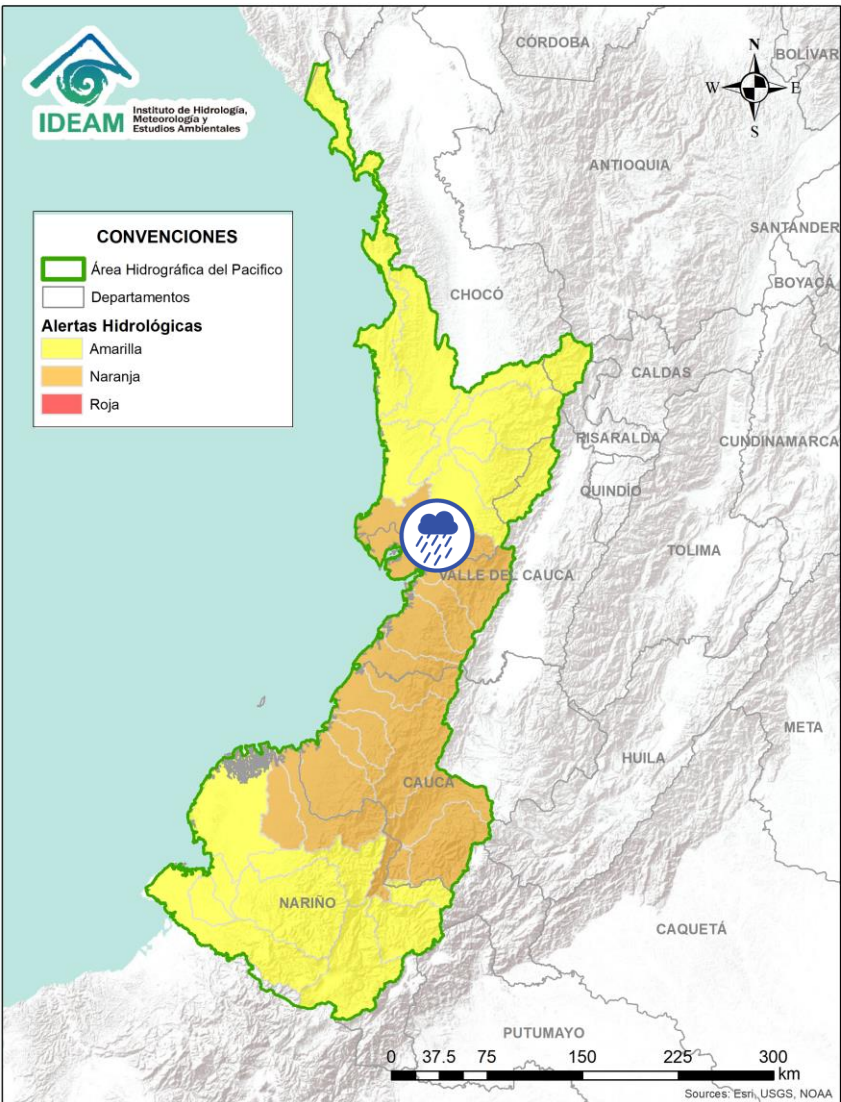 IDEAM
Instituto de Hidrología,
Meteorología y
Estudios Ambientales
CONVENCIONES
Área Hidrográfica del Pacifico
Departamentos
Alertas Hidrológicas
Amarilla
Naranja
Roja
N
W
E
S
CÓRDOBA
BOLÍVAR
ANTIOQUIA
SANTANDER
BOYACÁ
CHOCÓ
CALDAS
RISARALDA
CUNDINAMARCA
QUINDÍO
TOLIMA
VALLE DEL CAUCA
META
HUILA
CAUCA
NARIÑO
CAQUETÁ
PUTUMAYO
0 37.5 75 150 225 300
km
Sources: Esri, USGS, NOAA